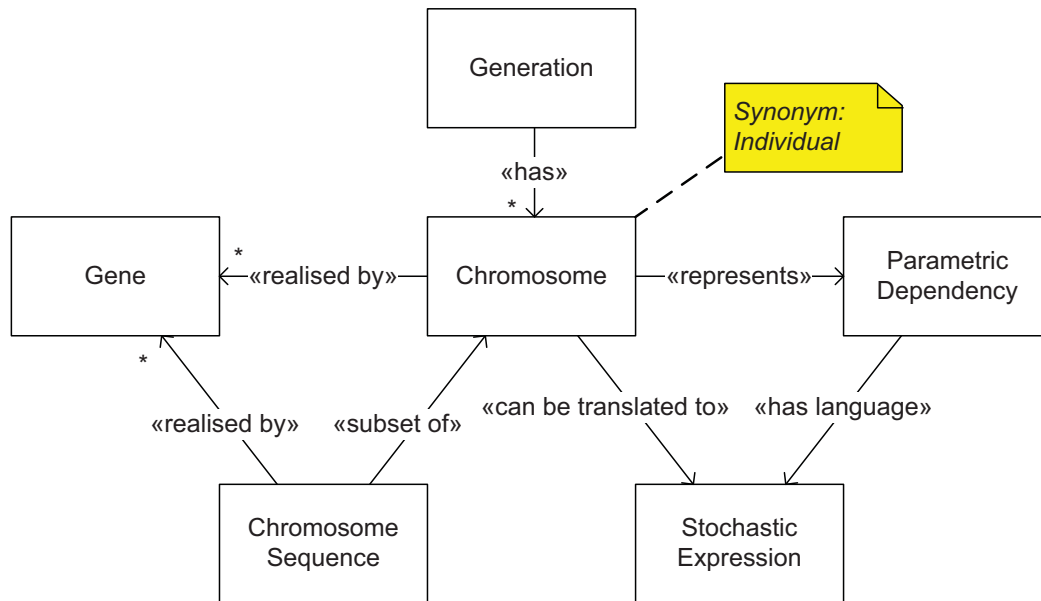 Generation
Synonym:
Individual
«has»
*
Gene
*
«realised by»
Chromosome
«represents»
Parametric
Dependency
*
«realised by»
«subset of»
«can be translated to»
«has language»
Chromosome
Sequence
Stochastic
Expression